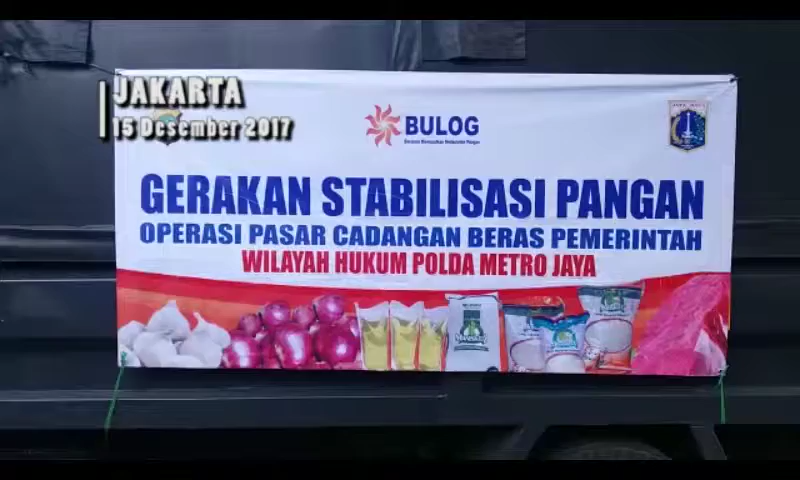 JAKARTA
15 Desember 2017
BULOG
GERAKAN STABILISASI PANGAN
OPERASI PASAR CADANGAN BERAS PEMERINTAH
WILAYAH HUKUM POLDA METRO JAYA